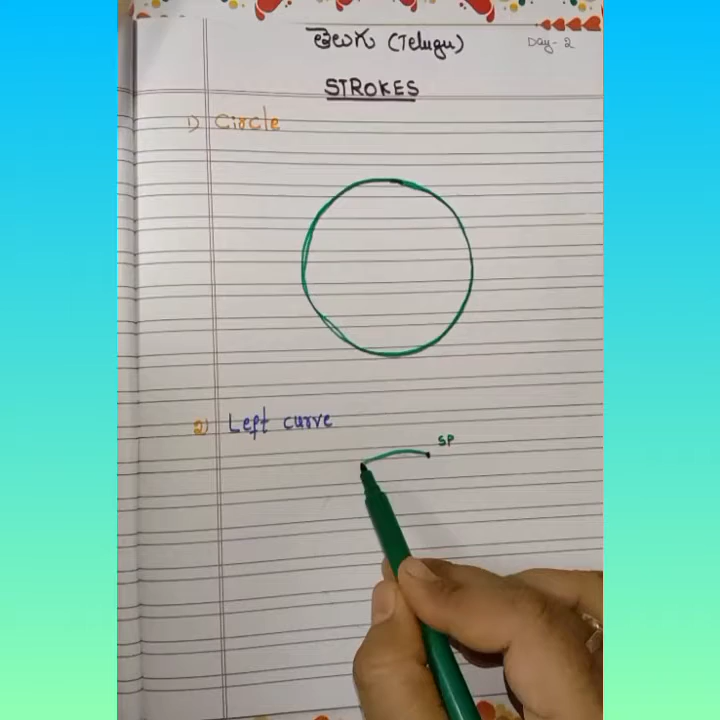 తెలుగు (Telugu)
Day-2
STROKES
1) Circle
2) Left curve
SP